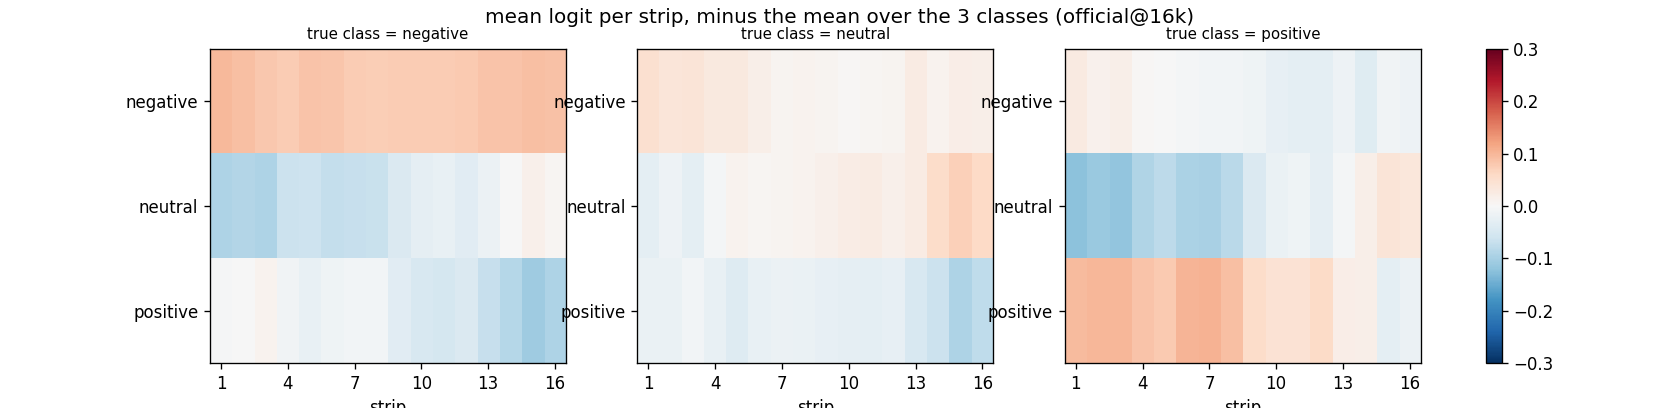 mean logit per strip, minus the mean over the 3 classes (official@16k)
true class = negative
true class = neutral
true class = positive
negative
neutral
positive
1 4 7 10 13 16
strip
negative
neutral
positive
1 4 7 10 13 16
strip
negative
neutral
positive
1 4 7 10 13 16
strip
0.3
0.2
0.1
0.0
−0.1
−0.2
−0.3